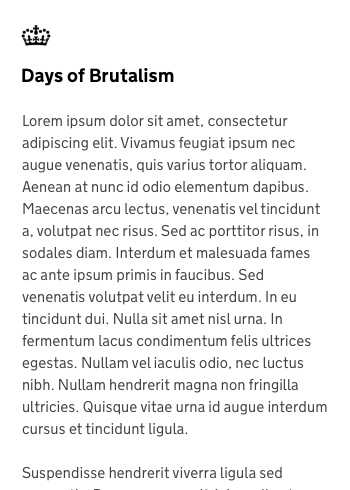 Days of Brutalism
Lorem ipsum dolor sit amet, consectetur
adipiscing elit. Vivamus feugiat ipsum nec
augue venenatis, quis varius tortor aliquam.
Aenean at nunc id odio elementum dapibus.
Maecenas arcu lectus, venenatis vel tincidunt
a, volutpat nec risus. Sed ac porttitor risus, in
sodales diam. Interdum et malesuada fames
ac ante ipsum primis in faucibus. Sed
venenatis volutpat velit eu interdum. In eu
tincidunt dui. Nulla sit amet nisl urna. In
fermentum lacus condimentum felis ultrices
egestas. Nullam vel iaculis odio, nec luctus
nibh. Nullam hendrerit magna non fringilla
ultricies. Quisque vitae urna id augue interdum
cursus et tincidunt ligula.
Suspendisse hendrerit viverra ligula sed